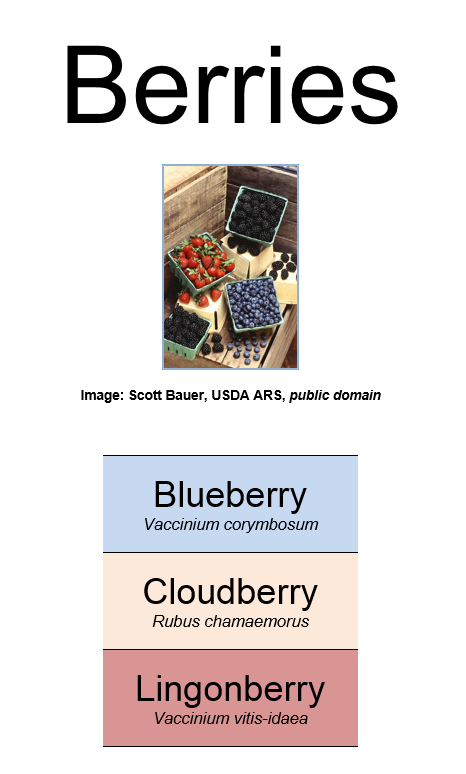 Berries
Image: Scott Bauer, USDA ARS, public domain
Blueberry
Vaccinium corymbosum
Cloudberry
Rubus chamaemorus
Lingonberry
Vaccinium vitis-idaea